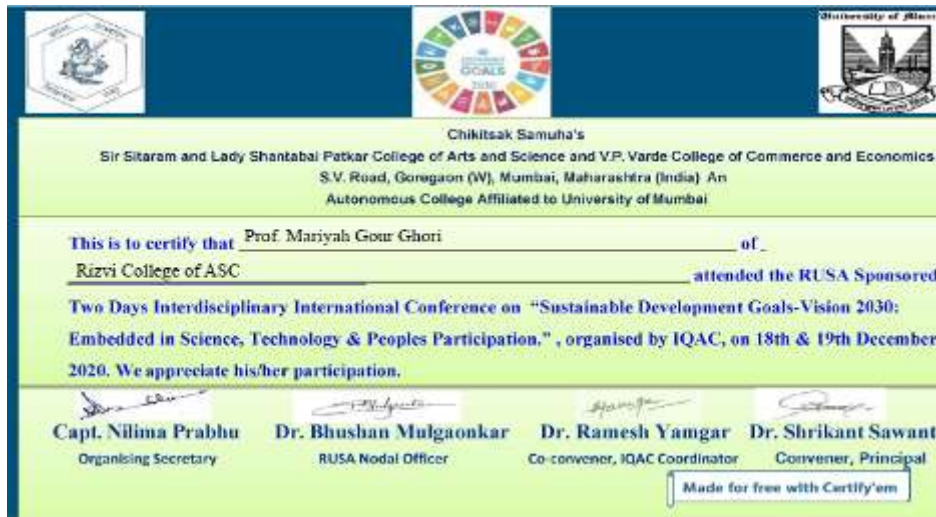 University of
GOALS
2030
Chikitsak Samuha's
Sir Sitaram and Lady Shantabai Patkar College of Arts and Science and V.P. Varde College of Commerce and Economics
S.V. Road, Goregaon (W), Mumbai, Maharashtra (India) An
Autonomous College Affiliated to University of Mumbai
This is to certify that Prof. Mariyah Gour Ghori of
Rizvi College of ASC attended the RUSA Sponsored
Two Days Interdisciplinary International Conference on "Sustainable Development Goals-Vision 2030:
Embedded in Science, Technology & Peoples Participation." , organised by IQAC, on 18th & 19th December
2020. We appreciate his/her participation.
Capt. Nilima Prabhu Dr. Bhushan Mulgaonkar Dr. Ramesh Yamgar Dr. Shrikant Sawant
Organising Secretary RUSA Nodal Officer Co-convener, IQAC Coordinator Convener, Principal
Made for free with Certify'em